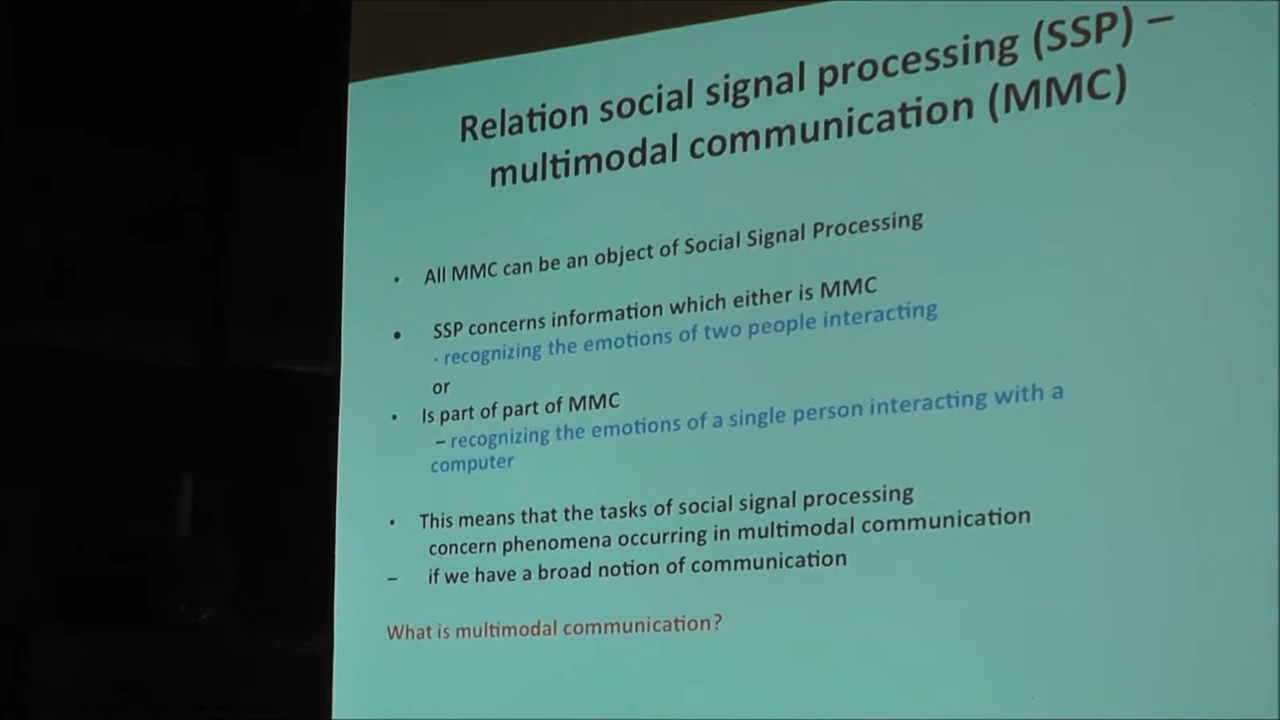 Relation social signal processing (SSP) –
multimodal communication (MMC)
• All MMC can be an object of Social Signal Processing
• SSP concerns information which either is MMC
- recognizing the emotions of two people interacting
or
• Is part of part of MMC
– recognizing the emotions of a single person interacting with a
computer
• This means that the tasks of social signal processing
concern phenomena occurring in multimodal communication
– if we have a broad notion of communication
What is multimodal communication?